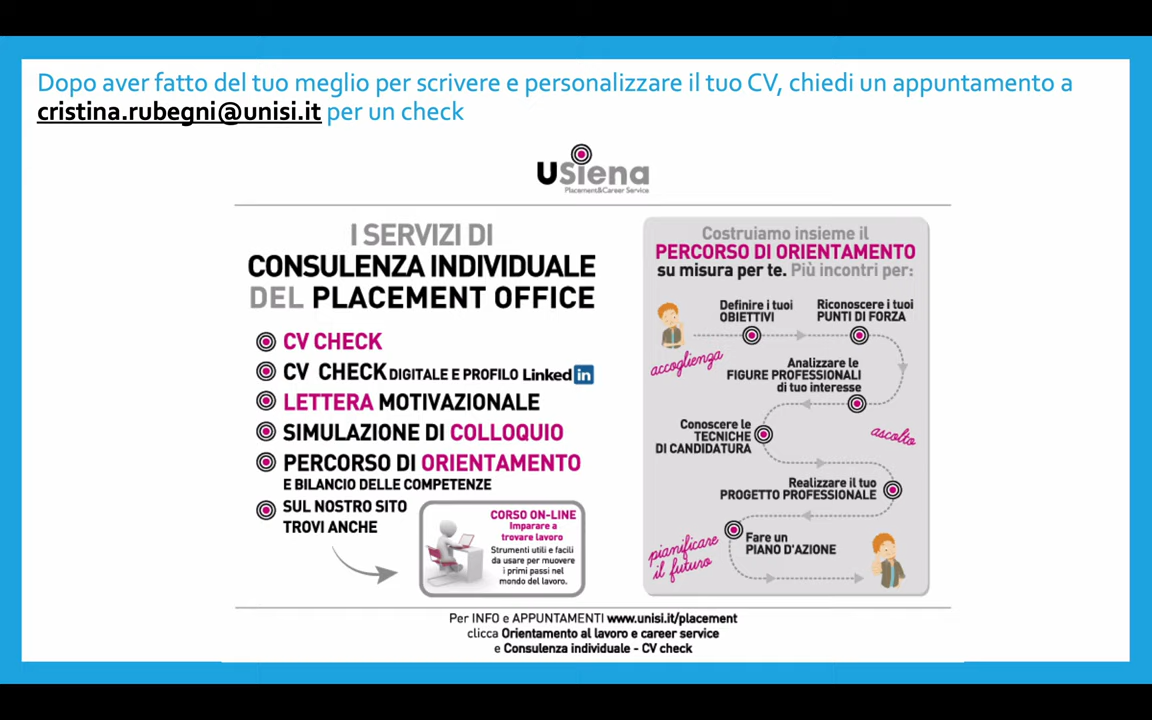 Dopo aver fatto del tuo meglio per scrivere e personalizzare il tuo CV, chiedi un appuntamento a
cristina.rubegni@unisi.it per un check
USiena
Placement&Career Service
I SERVIZI DI
CONSULENZA INDIVIDUALE
DEL PLACEMENT OFFICE
CV CHECK
CV CHECK DIGITALE E PROFILO Linked in
LETTERA MOTIVAZIONALE
SIMULAZIONE DI COLLOQUIO
PERCORSO DI ORIENTAMENTO
E BILANCIO DELLE COMPETENZE
SUL NOSTRO SITO
TROVI ANCHE
CORSO ON-LINE
Imparare a
trovare lavoro
Strumenti utili e facili
da usare per muovere
i primi passi nel
mondo del lavoro.
Costruiamo insieme il
PERCORSO DI ORIENTAMENTO
su misura per te. Più incontri per:
Definire i tuoi
OBIETTIVI
Riconoscere i tuoi
PUNTI DI FORZA
accoglienza
Analizzare le
FIGURE PROFESSIONALI
di tuo interesse
Conoscere le
TECNICHE
DI CANDIDATURA
ascolto
Realizzare il tuo
PROGETTO PROFESSIONALE
Fare un
PIANO D'AZIONE
pianificare
il futuro
Per INFO e APPUNTAMENTI www.unisi.it/placement
clicca Orientamento al lavoro e career service
e Consulenza individuale - CV check